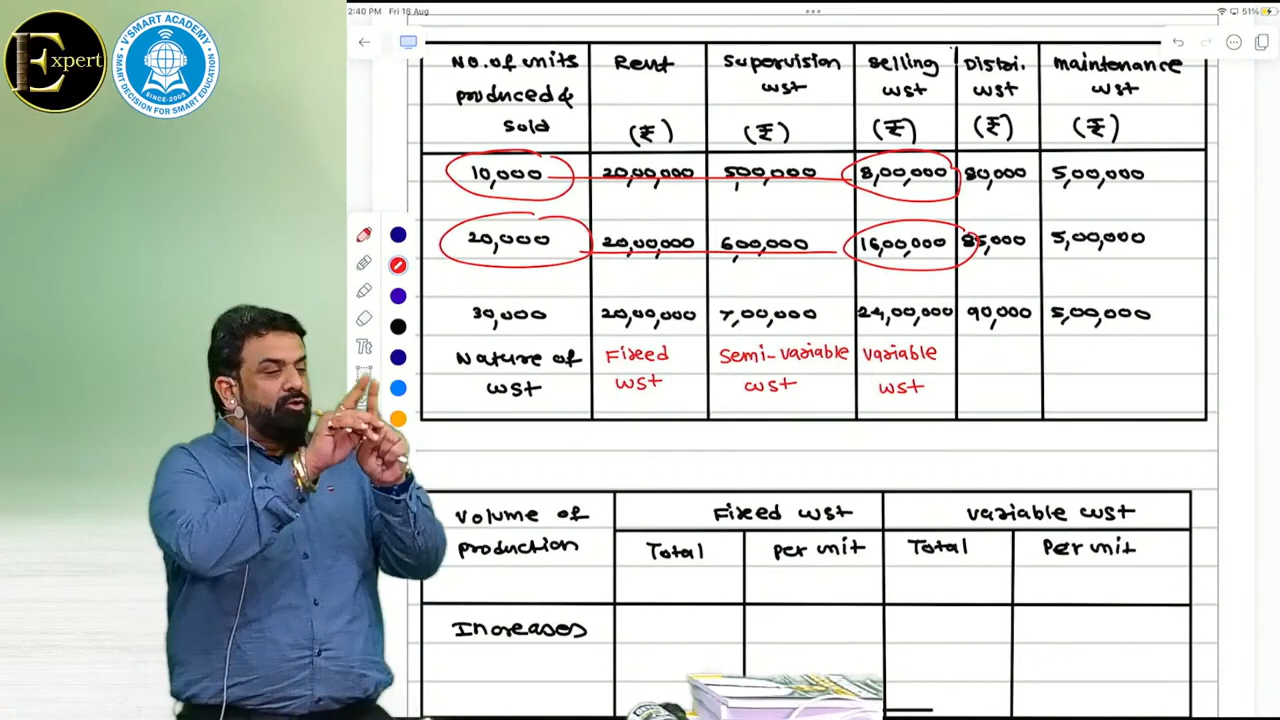 2:40 PM Fri 18 Aug
51%
Expert
V'SMART ACADEMY
SINCE-2005
SMART DECISION FOR SMART EDUCATION
No. of units produced & sold | Rent (₹) | Supervision cost (₹) | Selling cost (₹) | Distri. cost (₹) | maintenance cost (₹)
10,000 | 20,00,000 | 500,000 | 8,00,000 | 80,000 | 5,00,000
20,000 | 20,00,000 | 600,000 | 16,00,000 | 85,000 | 5,00,000
30,000 | 20,00,000 | 7,00,000 | 24,00,000 | 90,000 | 5,00,000
Nature of cost | Fixed cost | Semi-variable cost | variable cost
Volume of production | Fixed cost | variable cost
Total | per unit | Total | Per unit
Increases
Tt